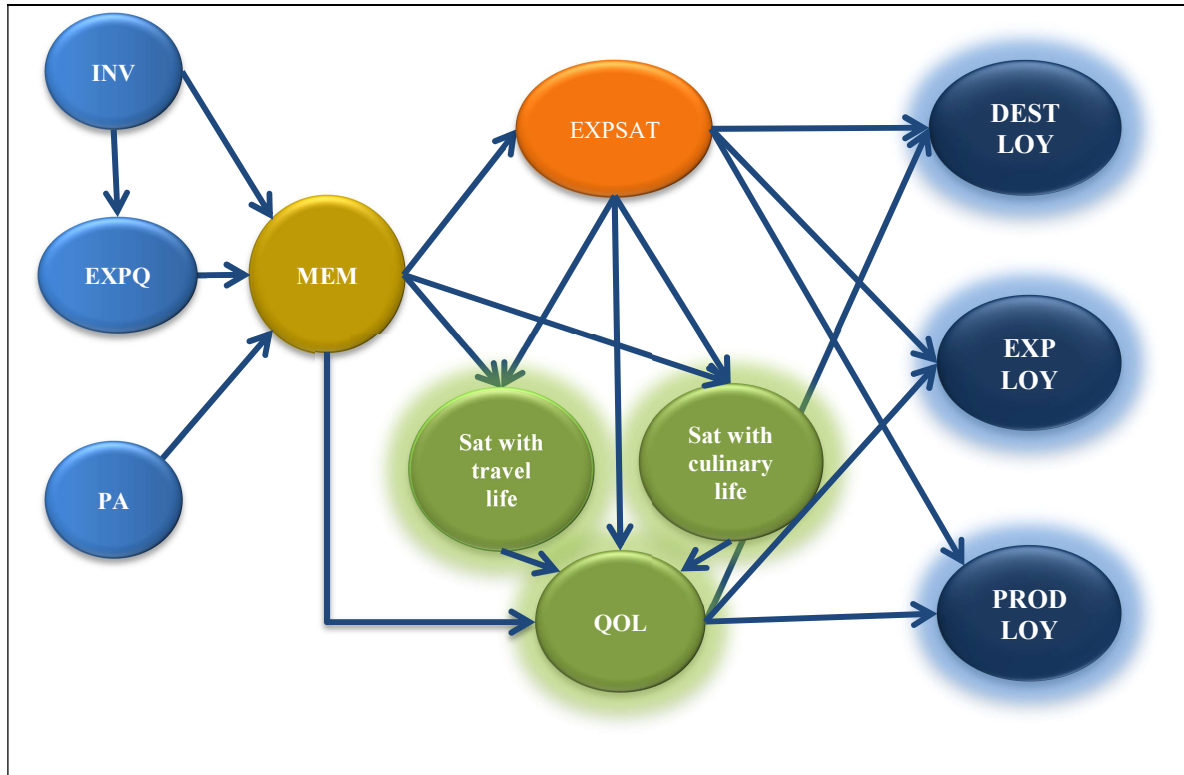 INV
EXPSAT
DEST
LOY
EXPQ
MEM
EXP
LOY
Sat with
travel
life
Sat with
culinary
life
PA
QOL
PROD
LOY